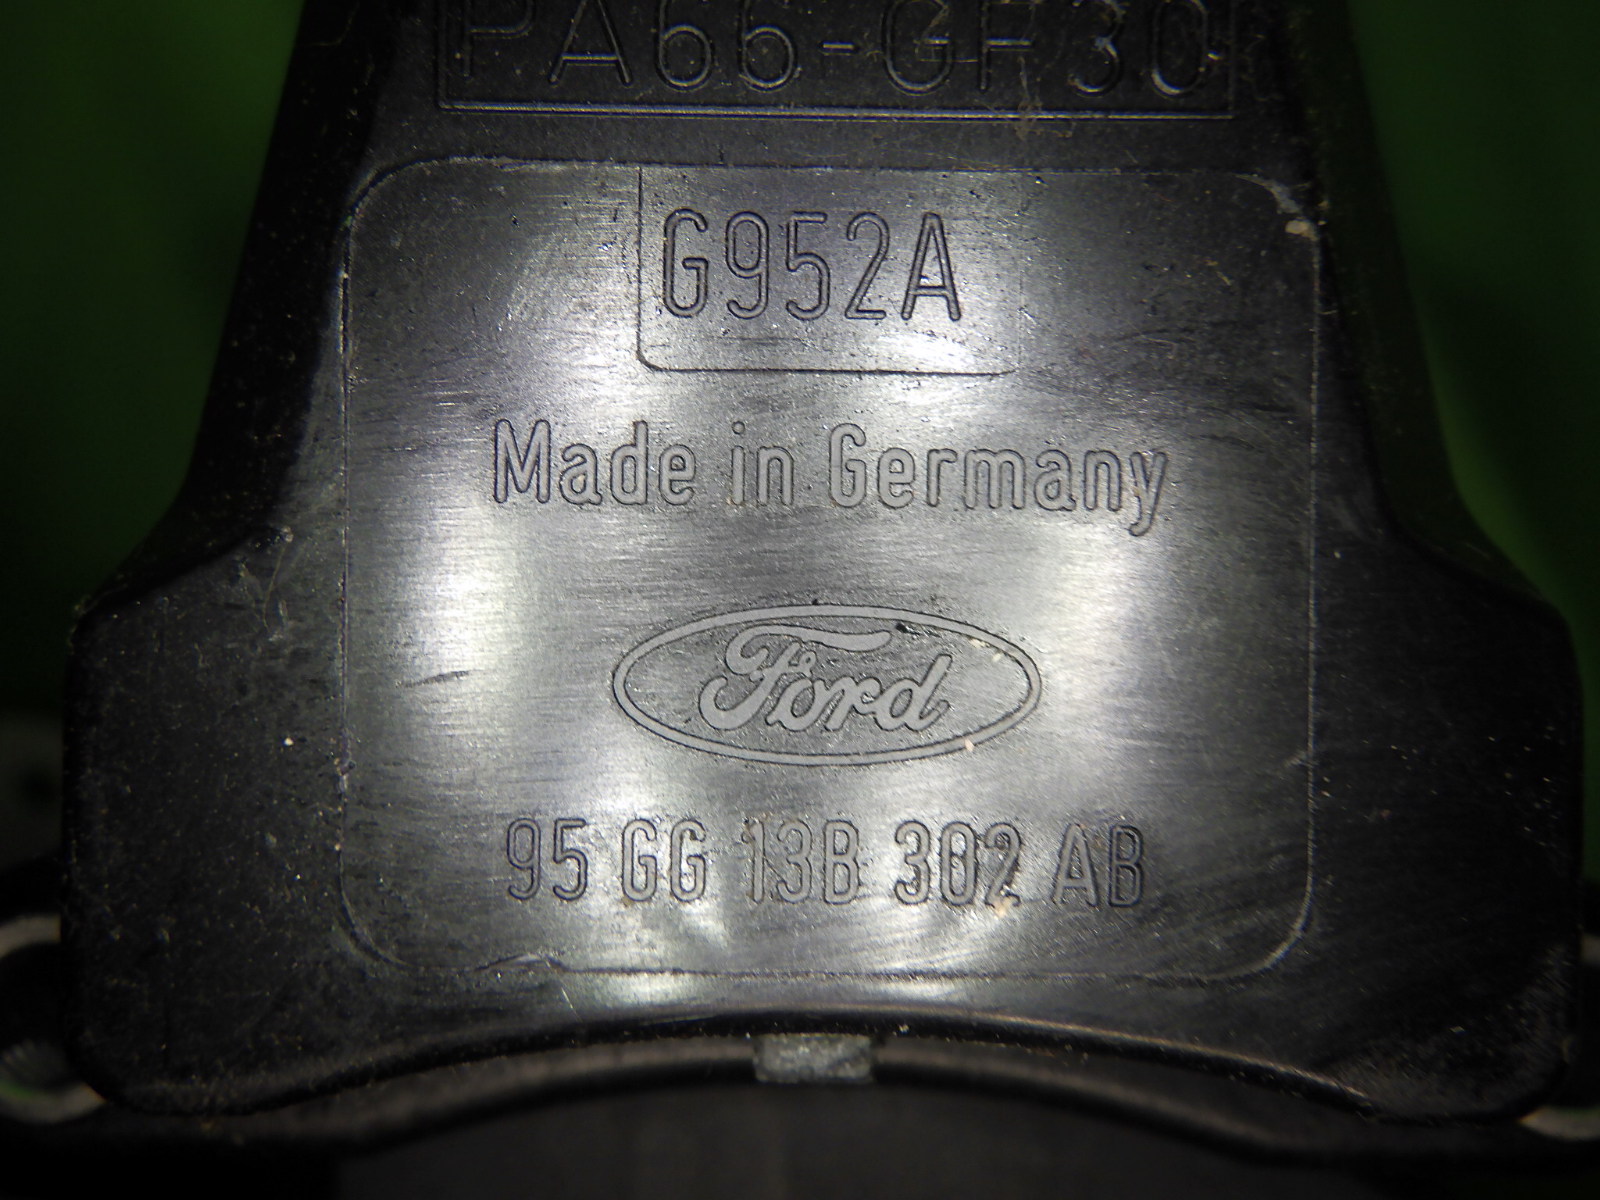 PA66-GF30
G952A
Made in Germany
Ford
95 GG 13B 302 AB